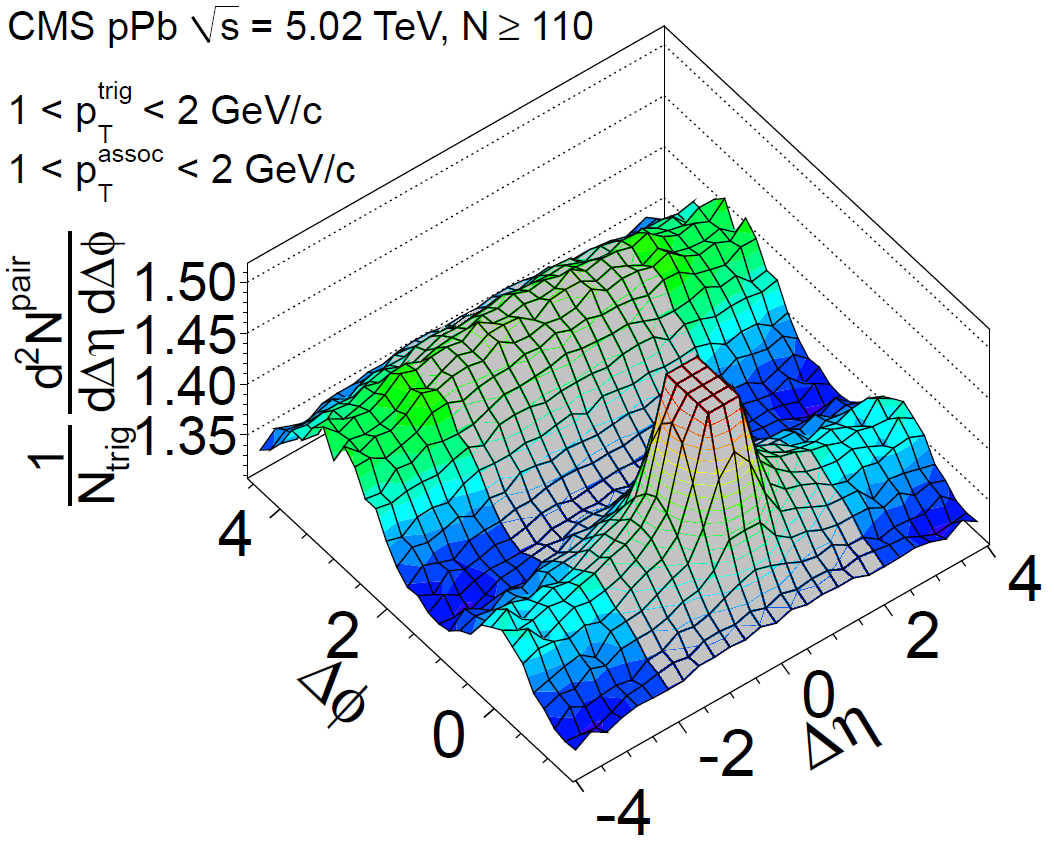 CMS pPb √s = 5.02 TeV, N ≥ 110
1 < p_T^trig < 2 GeV/c
1 < p_T^assoc < 2 GeV/c
1/N_trig d²N^pair/dΔη dΔϕ
1.50
1.45
1.40
1.35
4
2
0
Δϕ
-4
-2
0
2
4
Δη